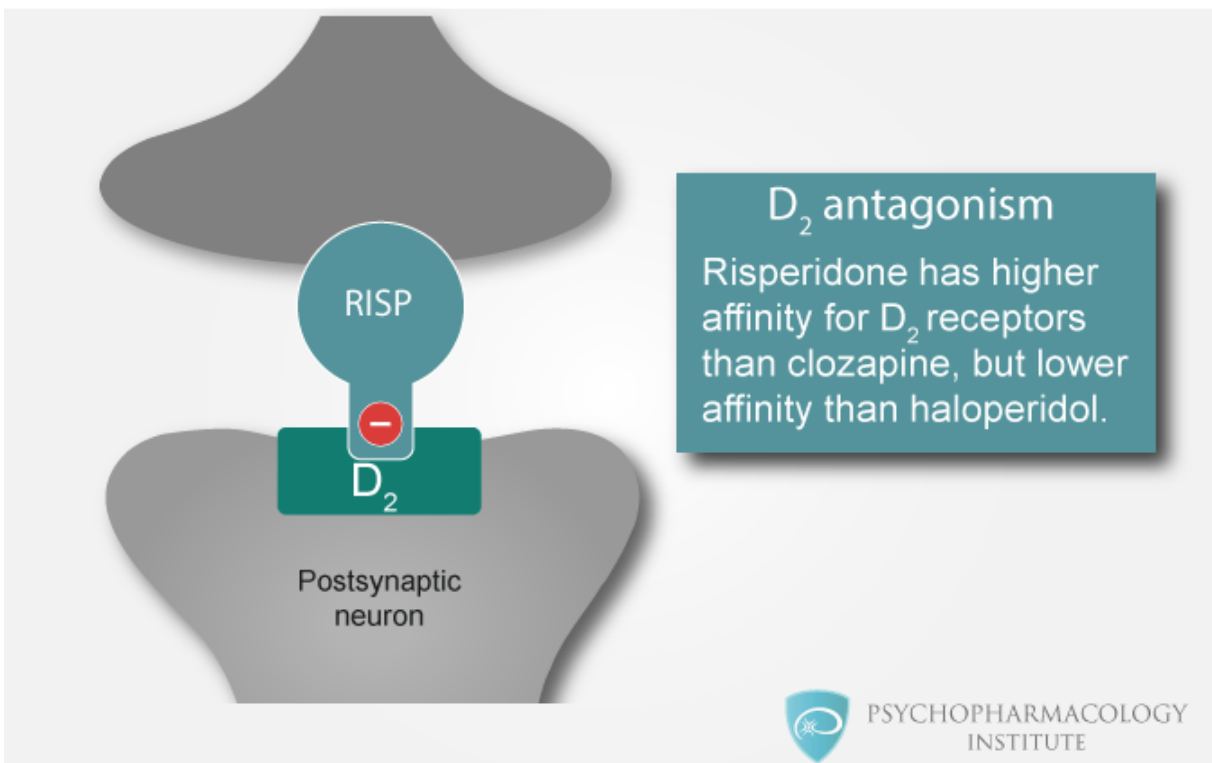 RISP
–
D₂
Postsynaptic
neuron
D₂ antagonism
Risperidone has higher
affinity for D₂ receptors
than clozapine, but lower
affinity than haloperidol.
PSYCHOPHARMACOLOGY
INSTITUTE